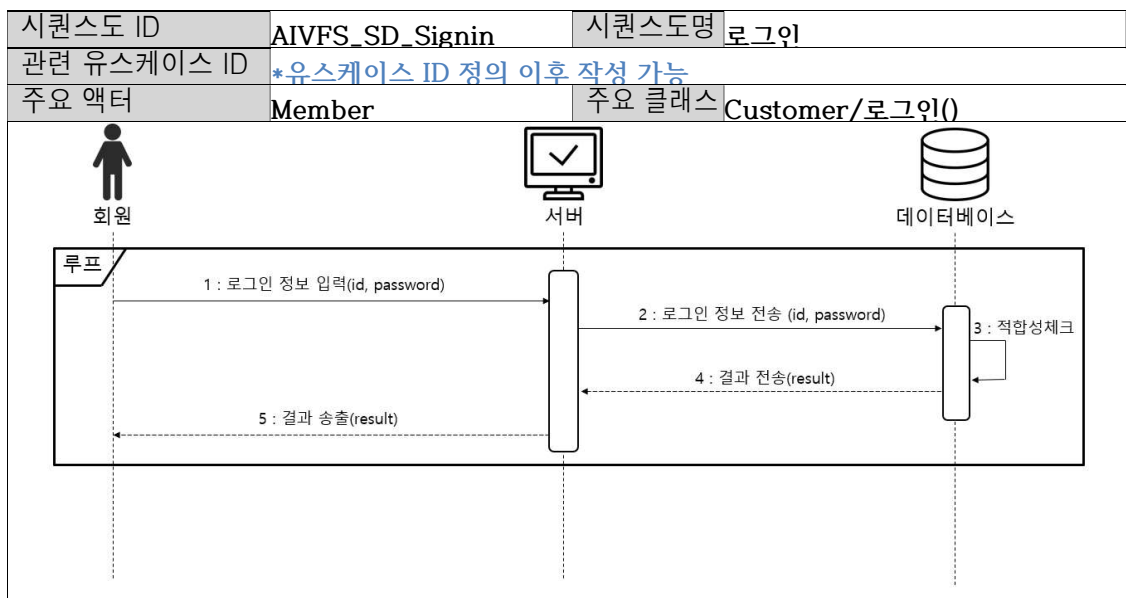 시퀀스도 ID AIVFS_SD_Signin 시퀀스도명 로그인
관련 유스케이스 ID *유스케이스 ID 정의 이후 작성 가능
주요 액터 Member 주요 클래스 Customer/로그인()
회원 서버 데이터베이스
루프
1 : 로그인 정보 입력(id, password)
2 : 로그인 정보 전송 (id, password)
3 : 적합성체크
4 : 결과 전송(result)
5 : 결과 송출(result)